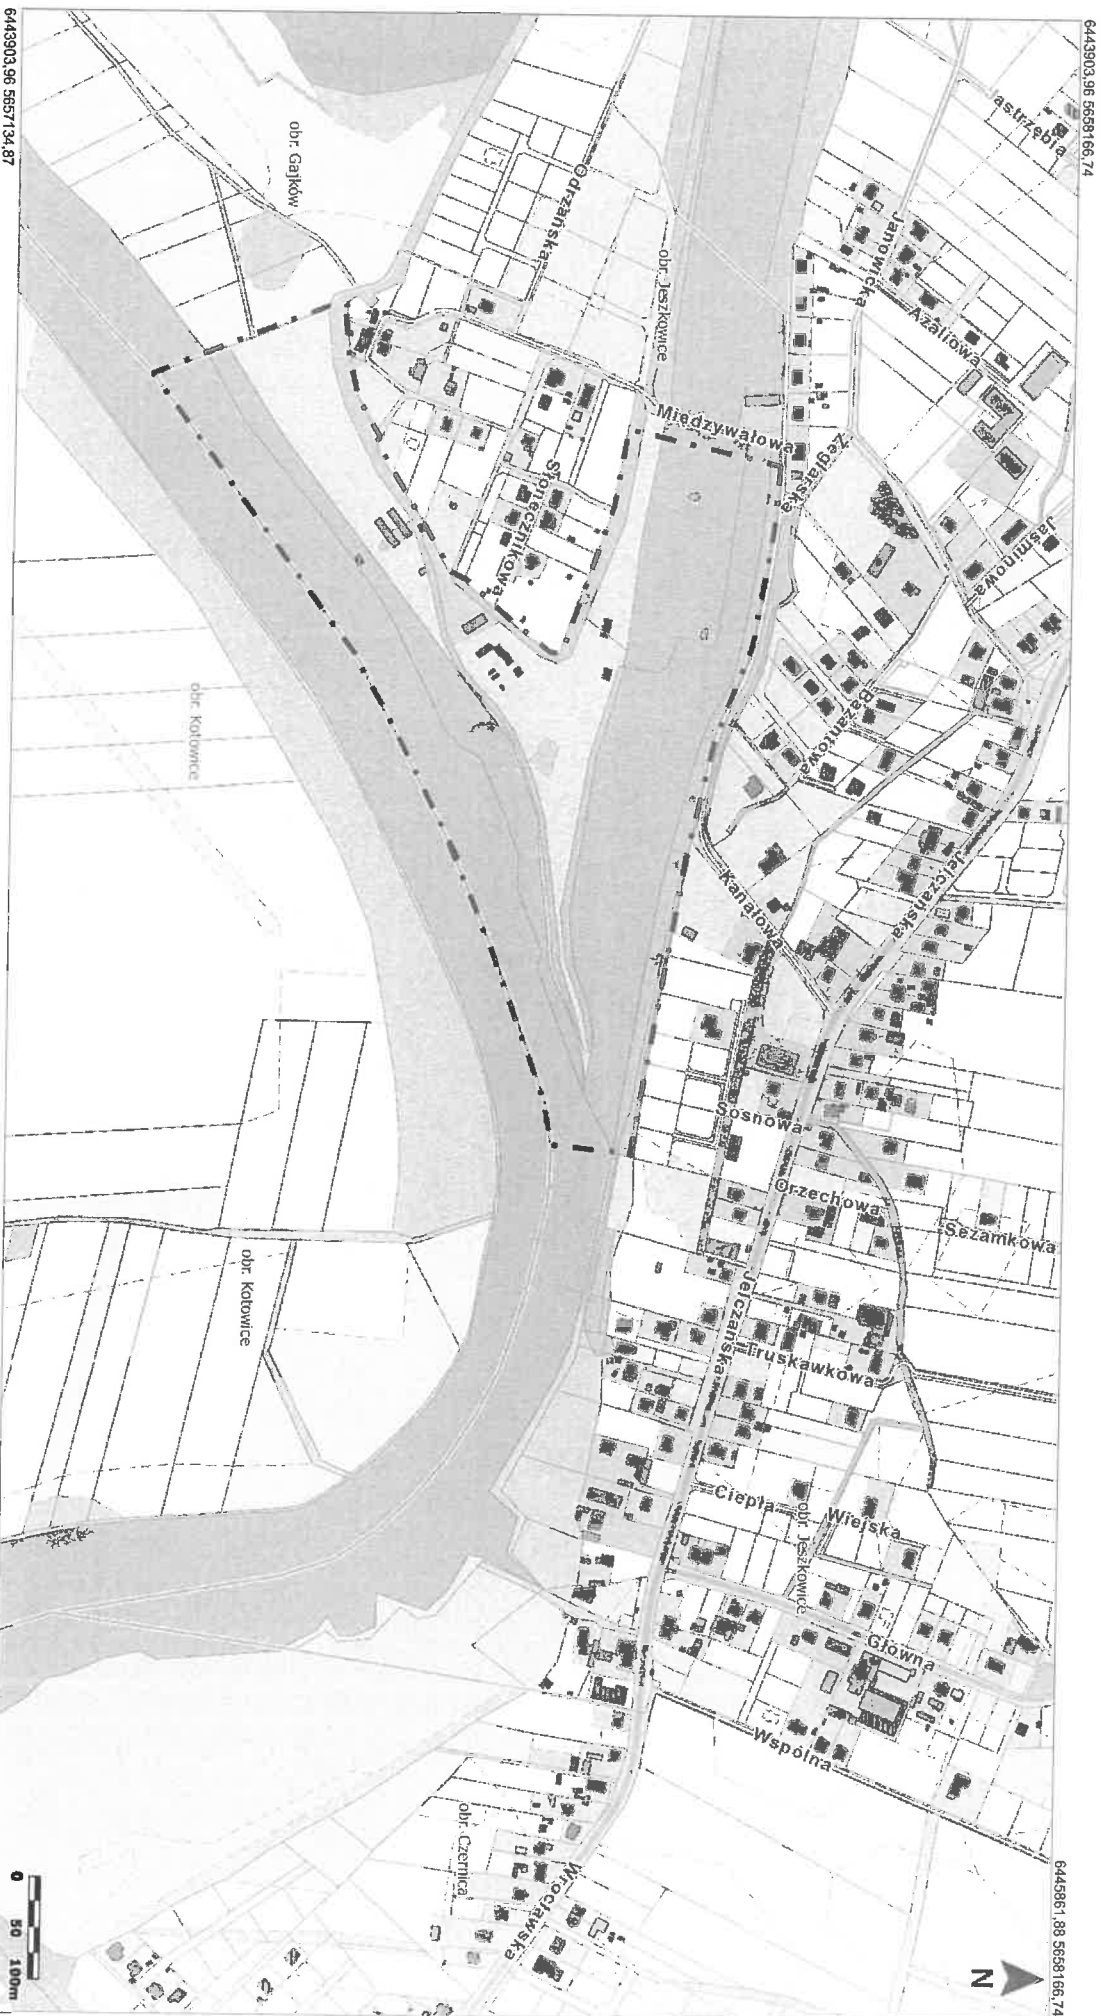 6443903,96 5658166,74
6445861,88 5658166,74
N
astrzębia
Janowicka
Azaliowa
Jaśminowa
Żeglarska
Międzywałowa
Odrzańska
Słonecznikowa
Bażantowa
Kanałowa
Jelczańska
Sosnowa
Orzechowa
Sezamkowa
Jelczańska
Truskawkowa
Ciepła
Wiejska
Główna
Wspólna
Wrocławska
obr. Jeszkowice
obr. Jeszkowice
obr. Gajków
obr. Kotowice
obr. Kotowice
obr. Czernica
6443903,96 5657134,87
0 50 100m